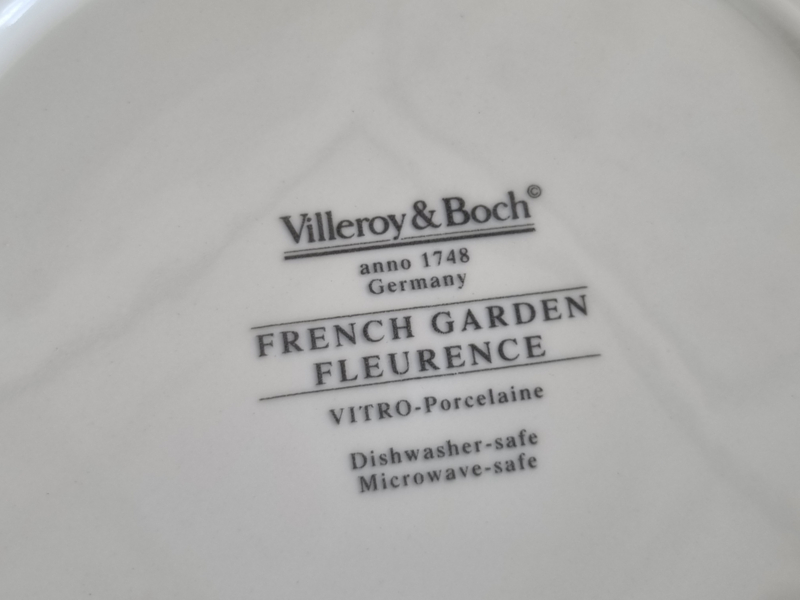 Villeroy & Boch©
anno 1748
Germany
FRENCH GARDEN
FLEURENCE
VITRO-Porcelaine
Dishwasher-safe
Microwave-safe